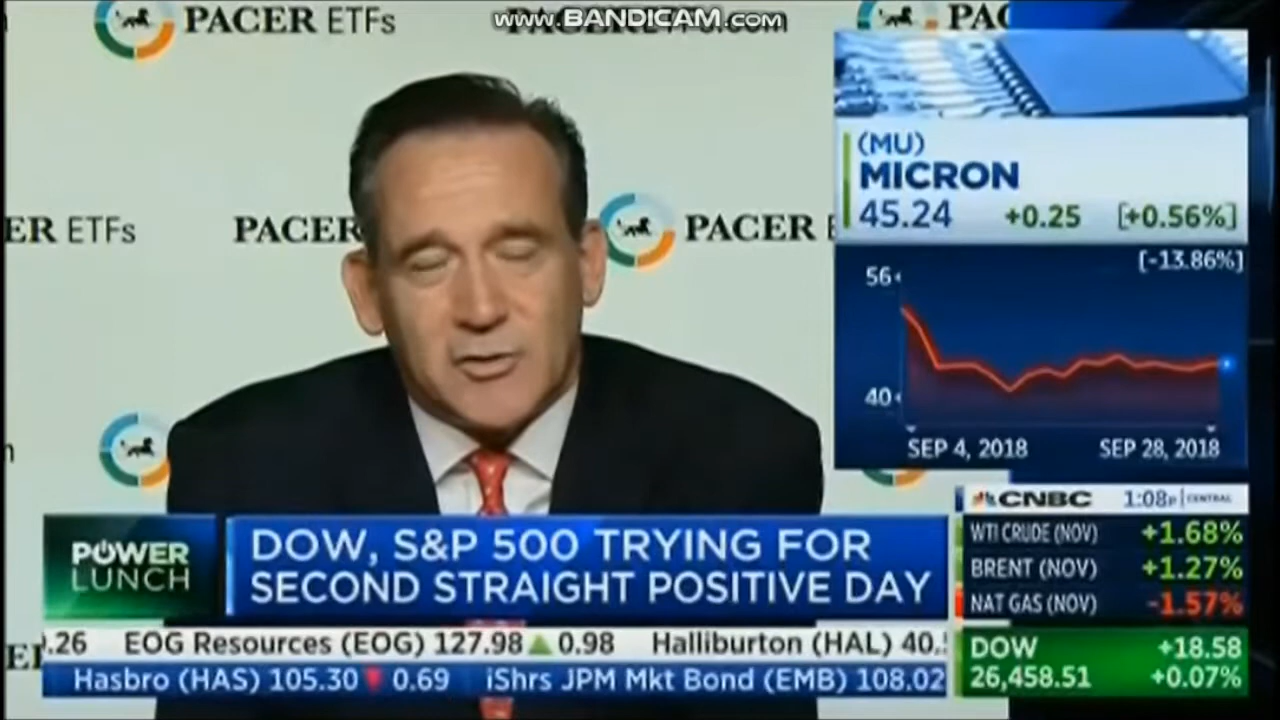 PACER ETFs
www.BANDICAM.com
PACERETFs.com
PAC
ER ETFs
PACER
PACER E
(MU)
MICRON
45.24 +0.25 [+0.56%]
[-13.86%]
56
40
SEP 4, 2018 SEP 28, 2018
CNBC 1:08P CENTRAL
WTI CRUDE (NOV) +1.68%
BRENT (NOV) +1.27%
NAT GAS (NOV) -1.57%
DOW +18.58
26,458.51 +0.07%
POWER
LUNCH
DOW, S&P 500 TRYING FOR
SECOND STRAIGHT POSITIVE DAY
.26 EOG Resources (EOG) 127.98 ▲ 0.98 Halliburton (HAL) 40.
Hasbro (HAS) 105.30 ▼ 0.69 iShrs JPM Mkt Bond (EMB) 108.02